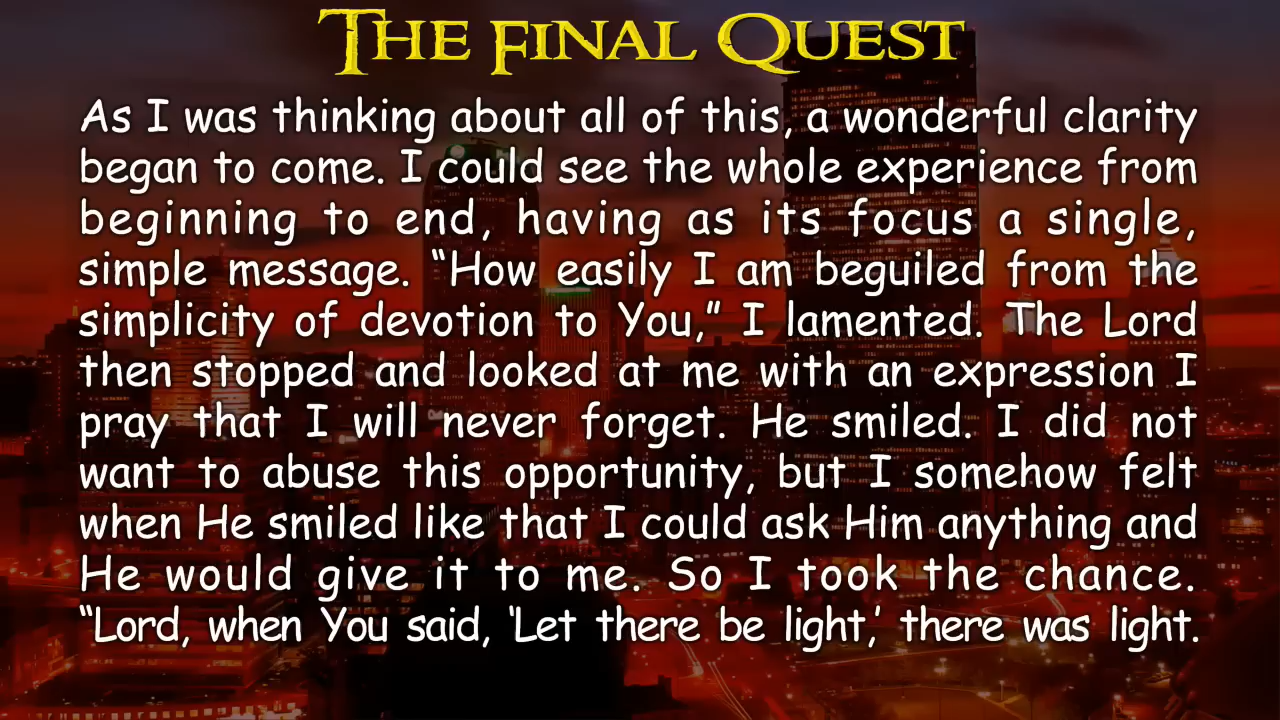 The Final Quest
As I was thinking about all of this, a wonderful clarity
began to come. I could see the whole experience from
beginning to end, having as its focus a single,
simple message. “How easily I am beguiled from the
simplicity of devotion to You,” I lamented. The Lord
then stopped and looked at me with an expression I
pray that I will never forget. He smiled. I did not
want to abuse this opportunity, but I somehow felt
when He smiled like that I could ask Him anything and
He would give it to me. So I took the chance.
“Lord, when You said, ‘Let there be light,’ there was light.